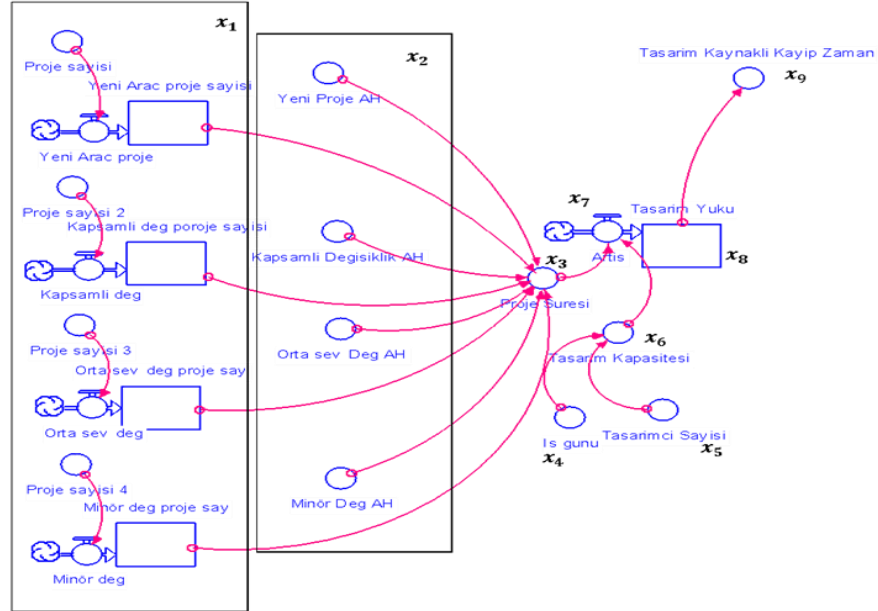 x₁
Proje sayisi
Yeni Arac proje sayisi
Yeni Arac proje
Proje sayisi 2
Kapsamli deg poroje sayisi
Kapsamli deg
Proje sayisi 3
Orta sev deg proje say
Orta sev deg
Proje sayisi 4
Minör deg proje say
Minör deg
x₂
Yeni Proje AH
Kapsamli Degisiklik AH
Orta sev Deg AH
Minör Deg AH
x₃
Proje Suresi
Is gunu
x₄
Tasarimci Sayisi
x₅
x₆
Tasarim Kapasitesi
x₇
Artis
Tasarim Yuku
x₈
Tasarim Kaynakli Kayip Zaman
x₉